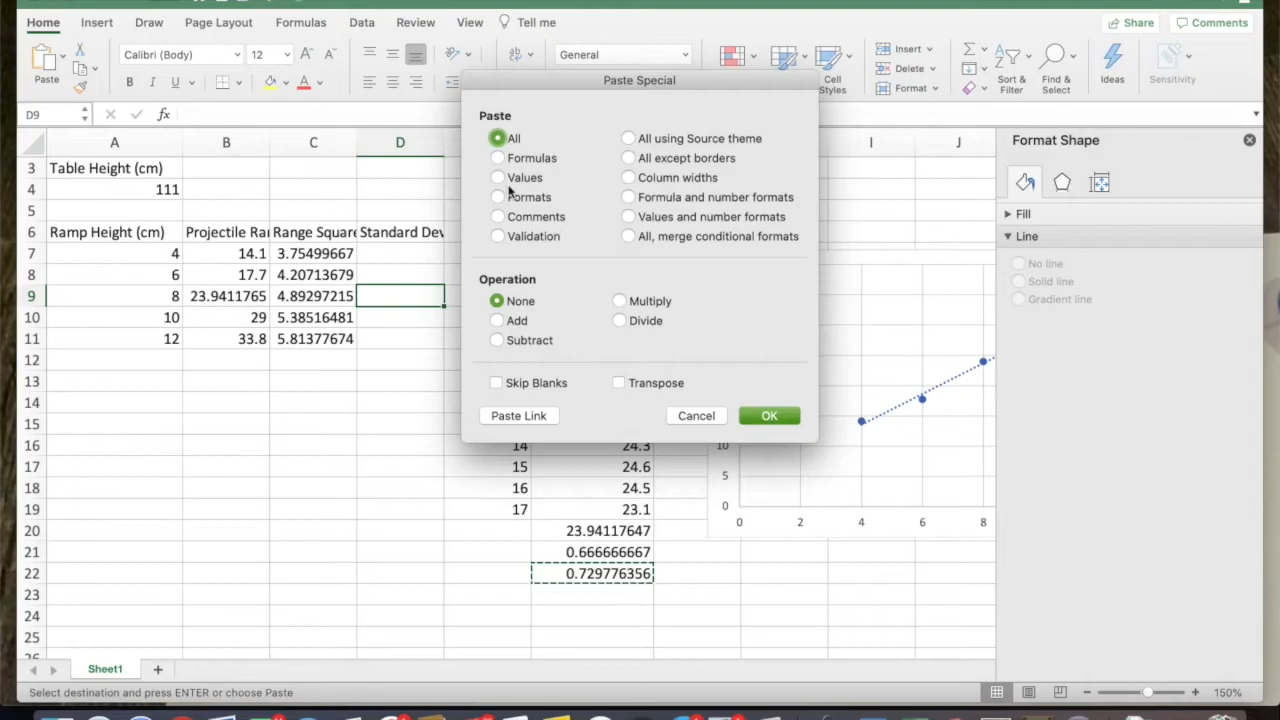 Home Insert Draw Page Layout Formulas Data Review View Tell me Share Comments
Calibri (Body) 12 General Insert Delete Format
Paste B I U Cell Styles Sort & Filter Find & Select Ideas Sensitivity
D9 fx
Paste Special
Paste
All All using Source theme
Formulas All except borders
Values Column widths
Formats Formula and number formats
Comments Values and number formats
Validation All, merge conditional formats
Operation
None Multiply
Add Divide
Subtract
Skip Blanks Transpose
Paste Link Cancel OK
A B C D I J
3 Table Height (cm)
4 111
5
6 Ramp Height (cm) Projectile Ran Range Square Standard Dev
7 4 14.1 3.75499667
8 6 17.7 4.20713679
9 8 23.9411765 4.89297215
10 10 29 5.38516481
11 12 33.8 5.81377674
12
13
14
15
16 14 24.3
17 15 24.6
18 16 24.5
19 17 23.1
20 23.94117647
21 0.666666667
22 0.729776356
23
24
25
26
10
5
0
0 2 4 6 8
Format Shape
Fill
Line
No line
Solid line
Gradient line
Sheet1 +
Select destination and press ENTER or choose Paste 150%